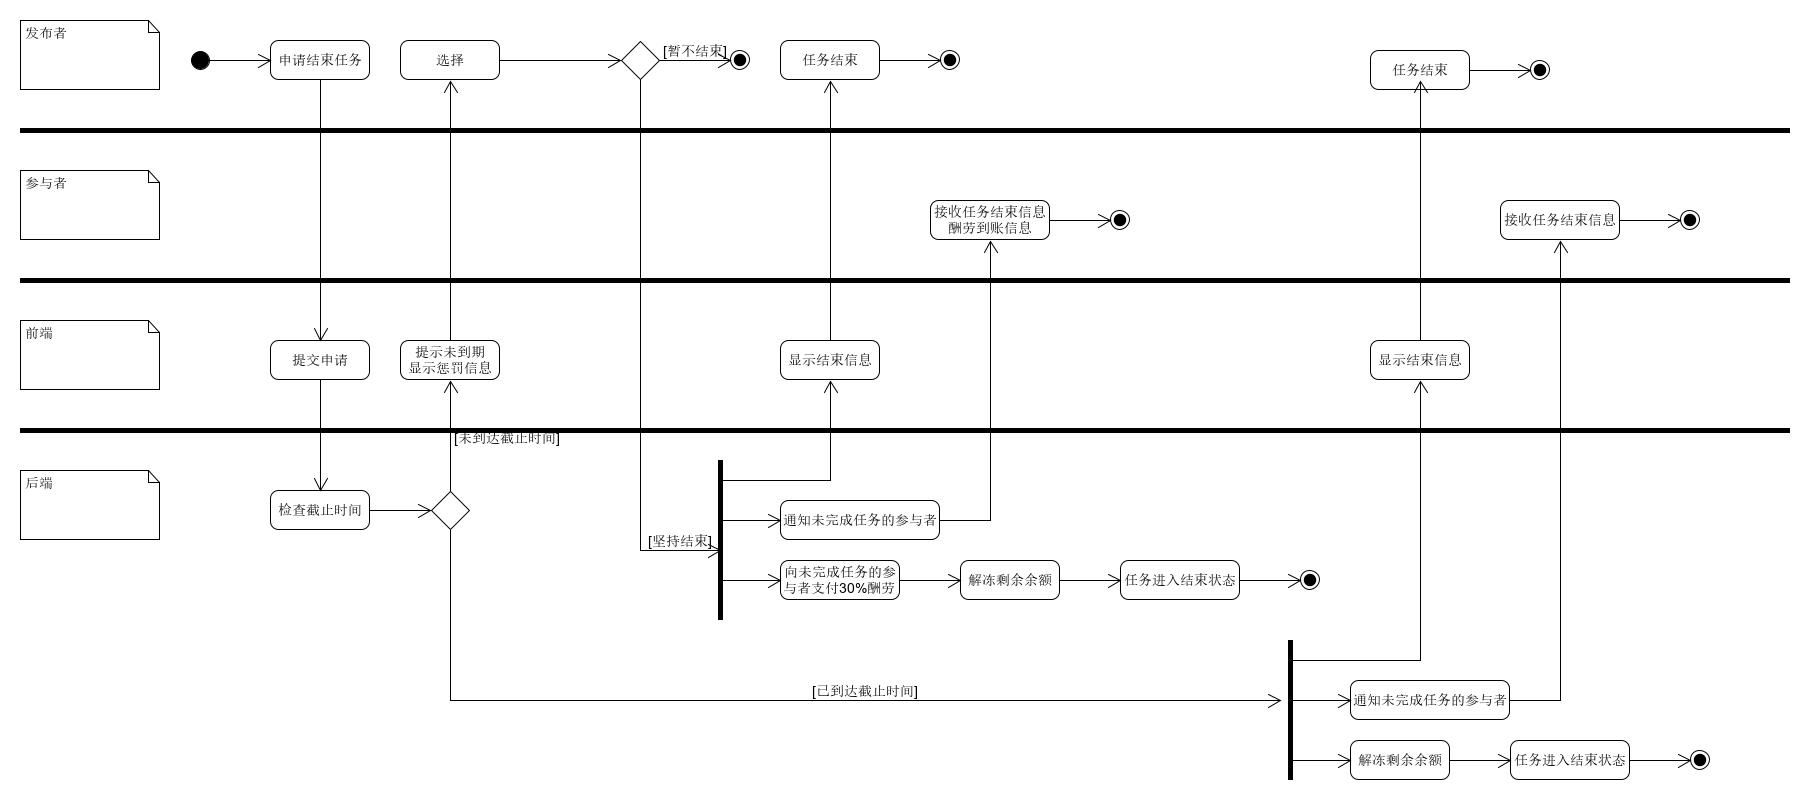 发布者
申请结束任务
选择
[暂不结束]
任务结束
任务结束
参与者
接收任务结束信息
酬劳到账信息
接收任务结束信息
前端
提交申请
提示未到期
显示惩罚信息
显示结束信息
显示结束信息
[未到达截止时间]
后端
检查截止时间
通知未完成任务的参与者
[坚持结束]
向未完成任务的参
与者支付30%酬劳
解冻剩余余额
任务进入结束状态
[已到达截止时间]
通知未完成任务的参与者
解冻剩余余额
任务进入结束状态